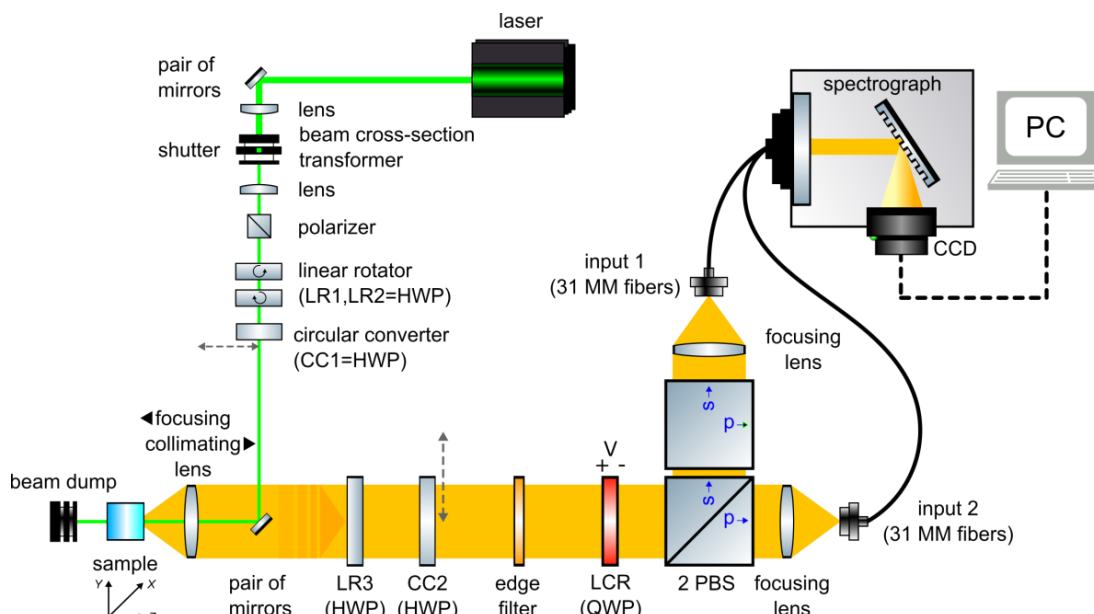 laser
pair of
mirrors
lens
beam cross-section
transformer
shutter
lens
polarizer
linear rotator
(LR1,LR2=HWP)
circular converter
(CC1=HWP)
focusing
collimating
lens
beam dump
sample
Y
X
pair of
mirrors
LR3
(HWP)
CC2
(HWP)
edge
filter
V
+ -
LCR
(QWP)
s
p
s
p
2 PBS
focusing
lens
input 2
(31 MM fibers)
focusing
lens
input 1
(31 MM fibers)
spectrograph
CCD
PC